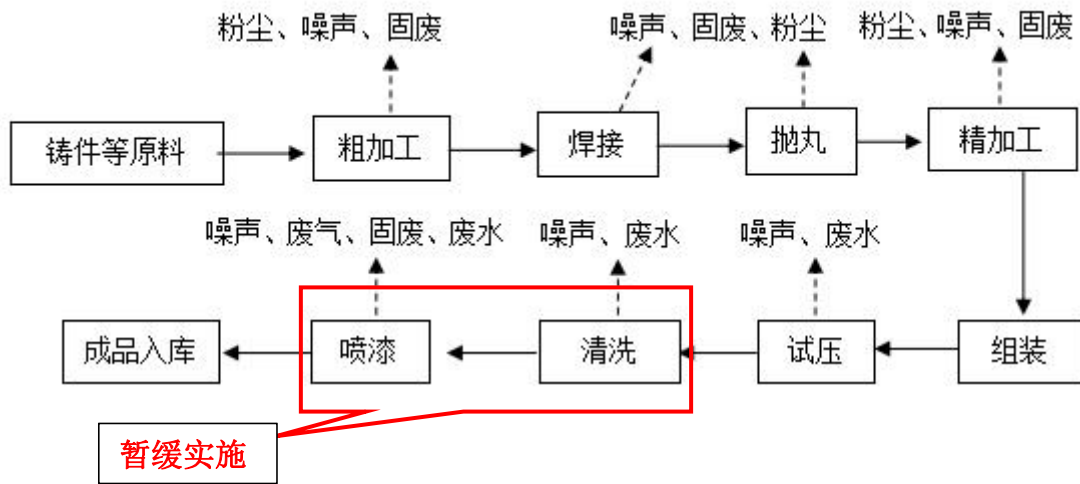 粉尘、噪声、固废
噪声、固废、粉尘
粉尘、噪声、固废
铸件等原料
粗加工
焊接
抛丸
精加工
噪声、废气、固废、废水
噪声、废水
噪声、废水
成品入库
喷漆
清洗
试压
组装
暂缓实施